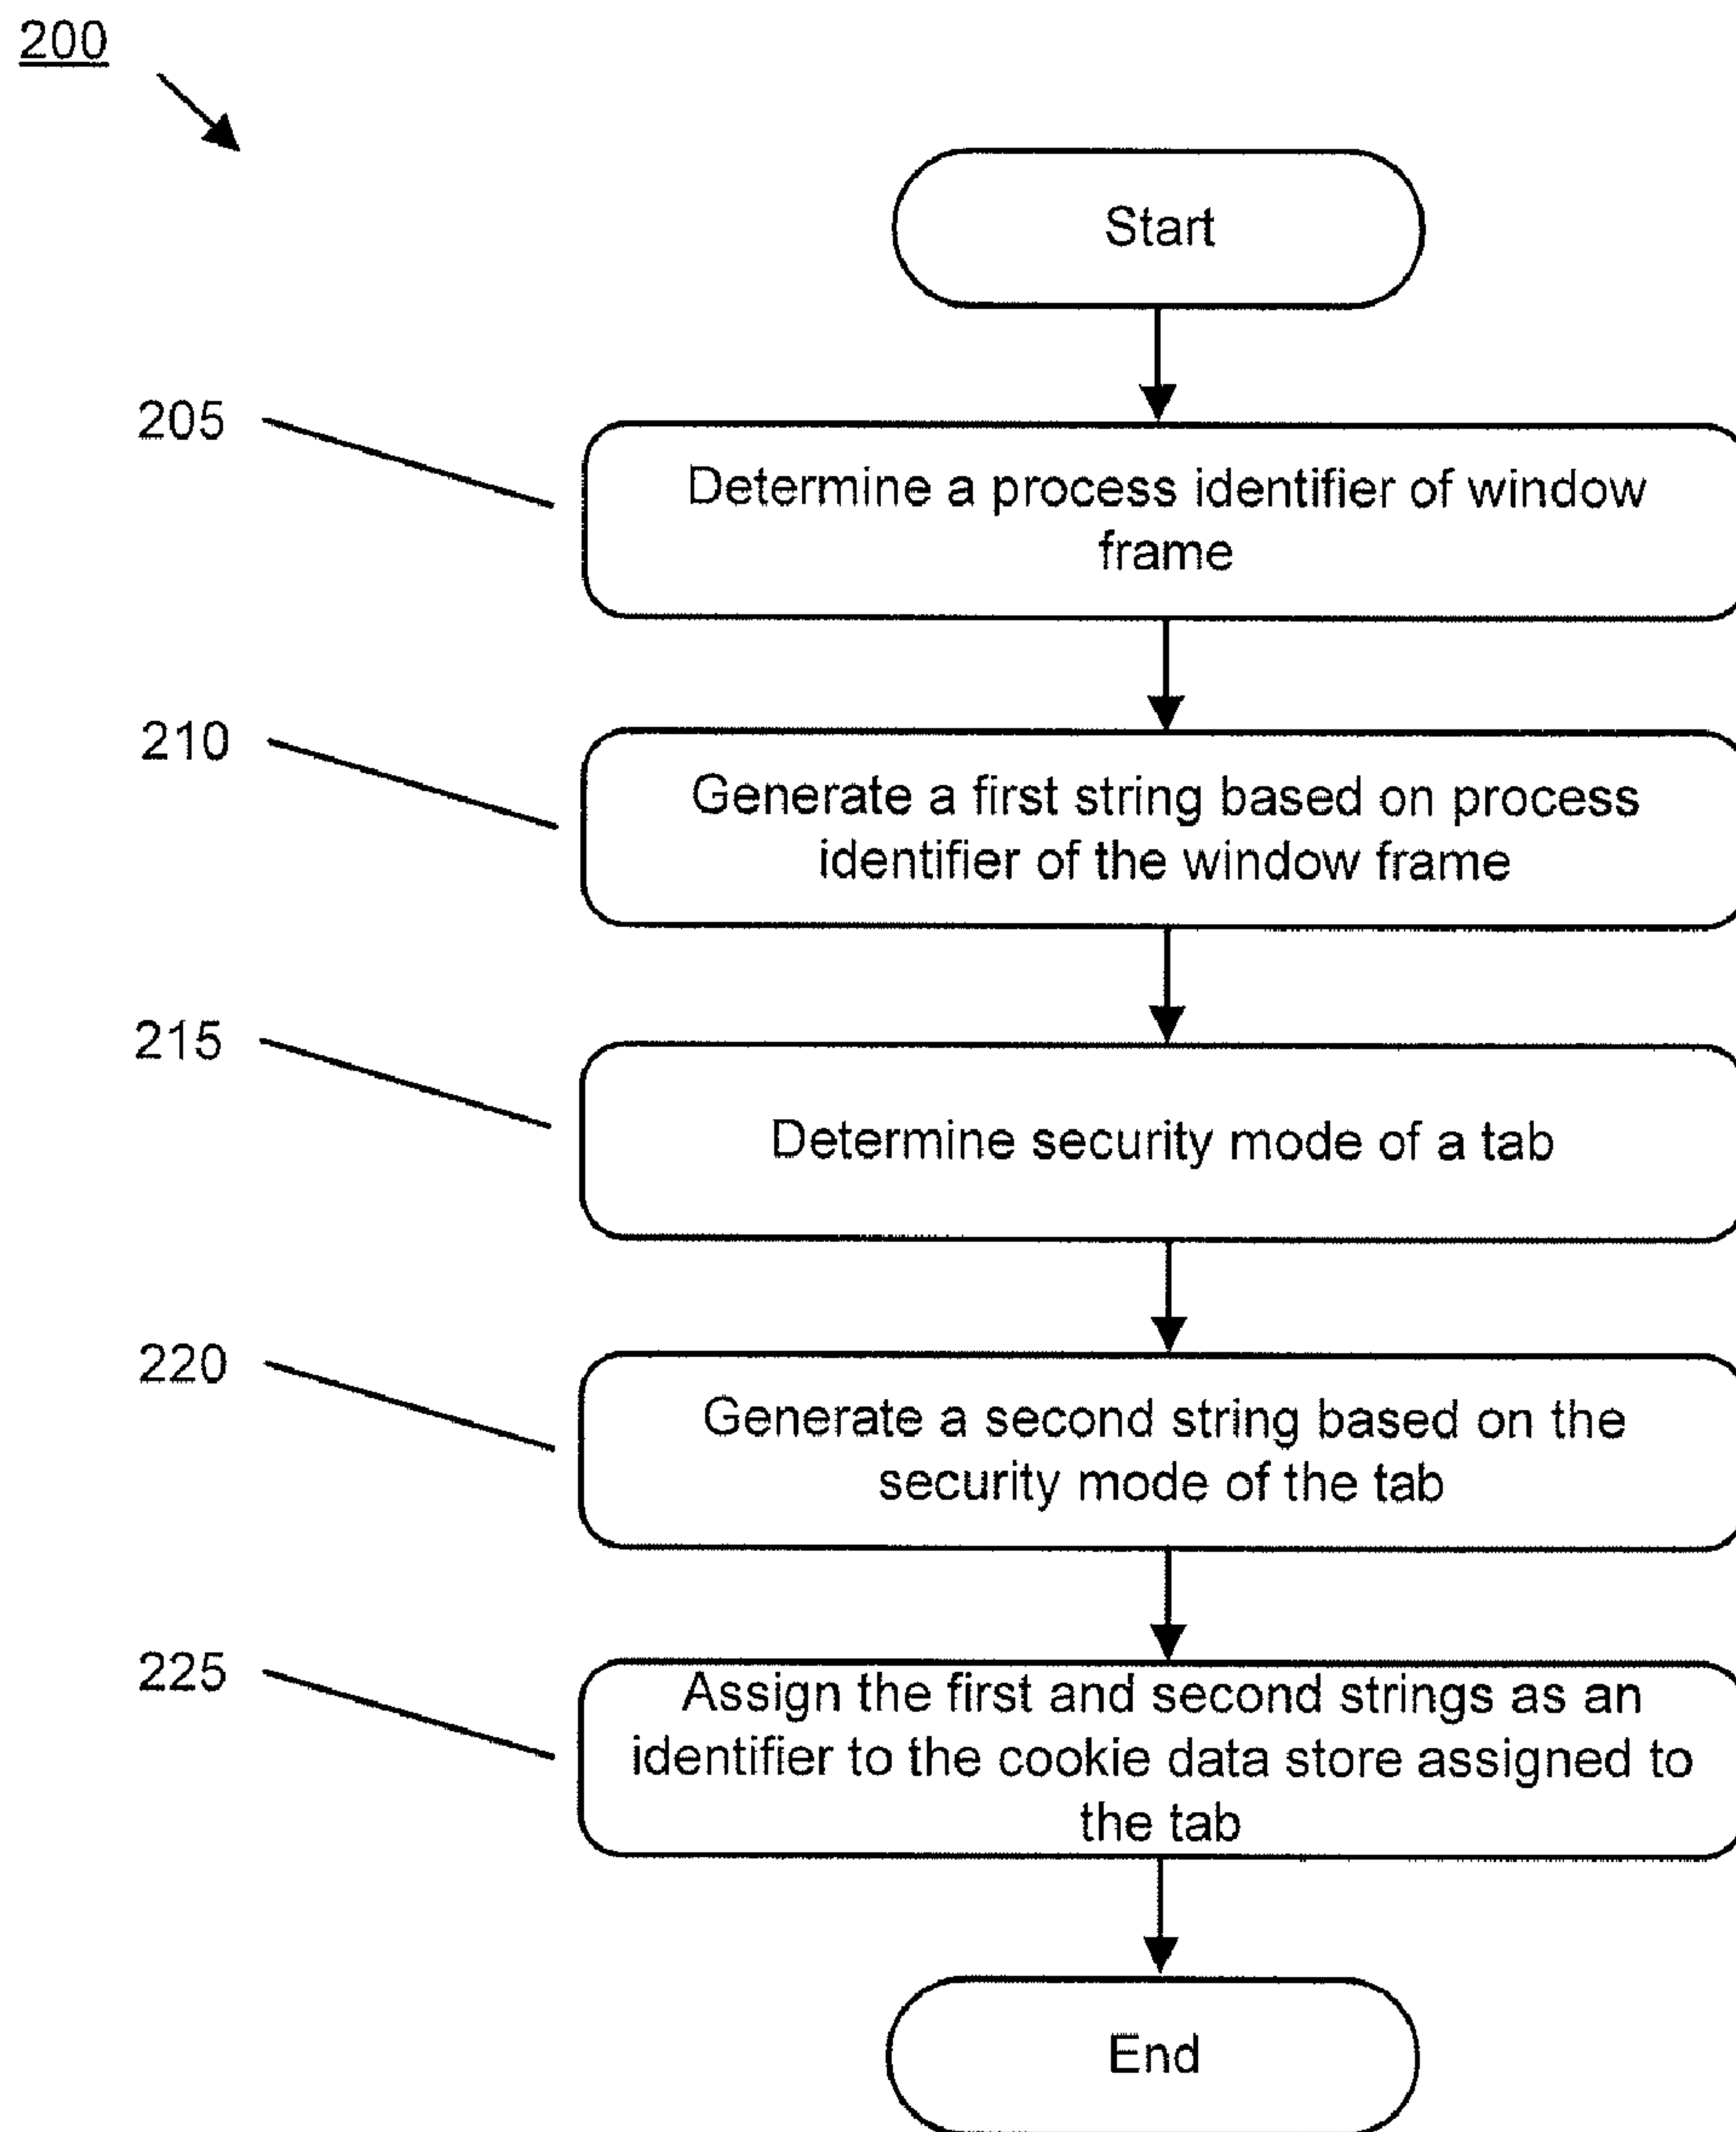 200
Start
205
Determine a process identifier of window
frame
210
Generate a first string based on process
identifier of the window frame
215
Determine security mode of a tab
220
Generate a second string based on the
security mode of the tab
225
Assign the first and second strings as an
identifier to the cookie data store assigned to
the tab
End